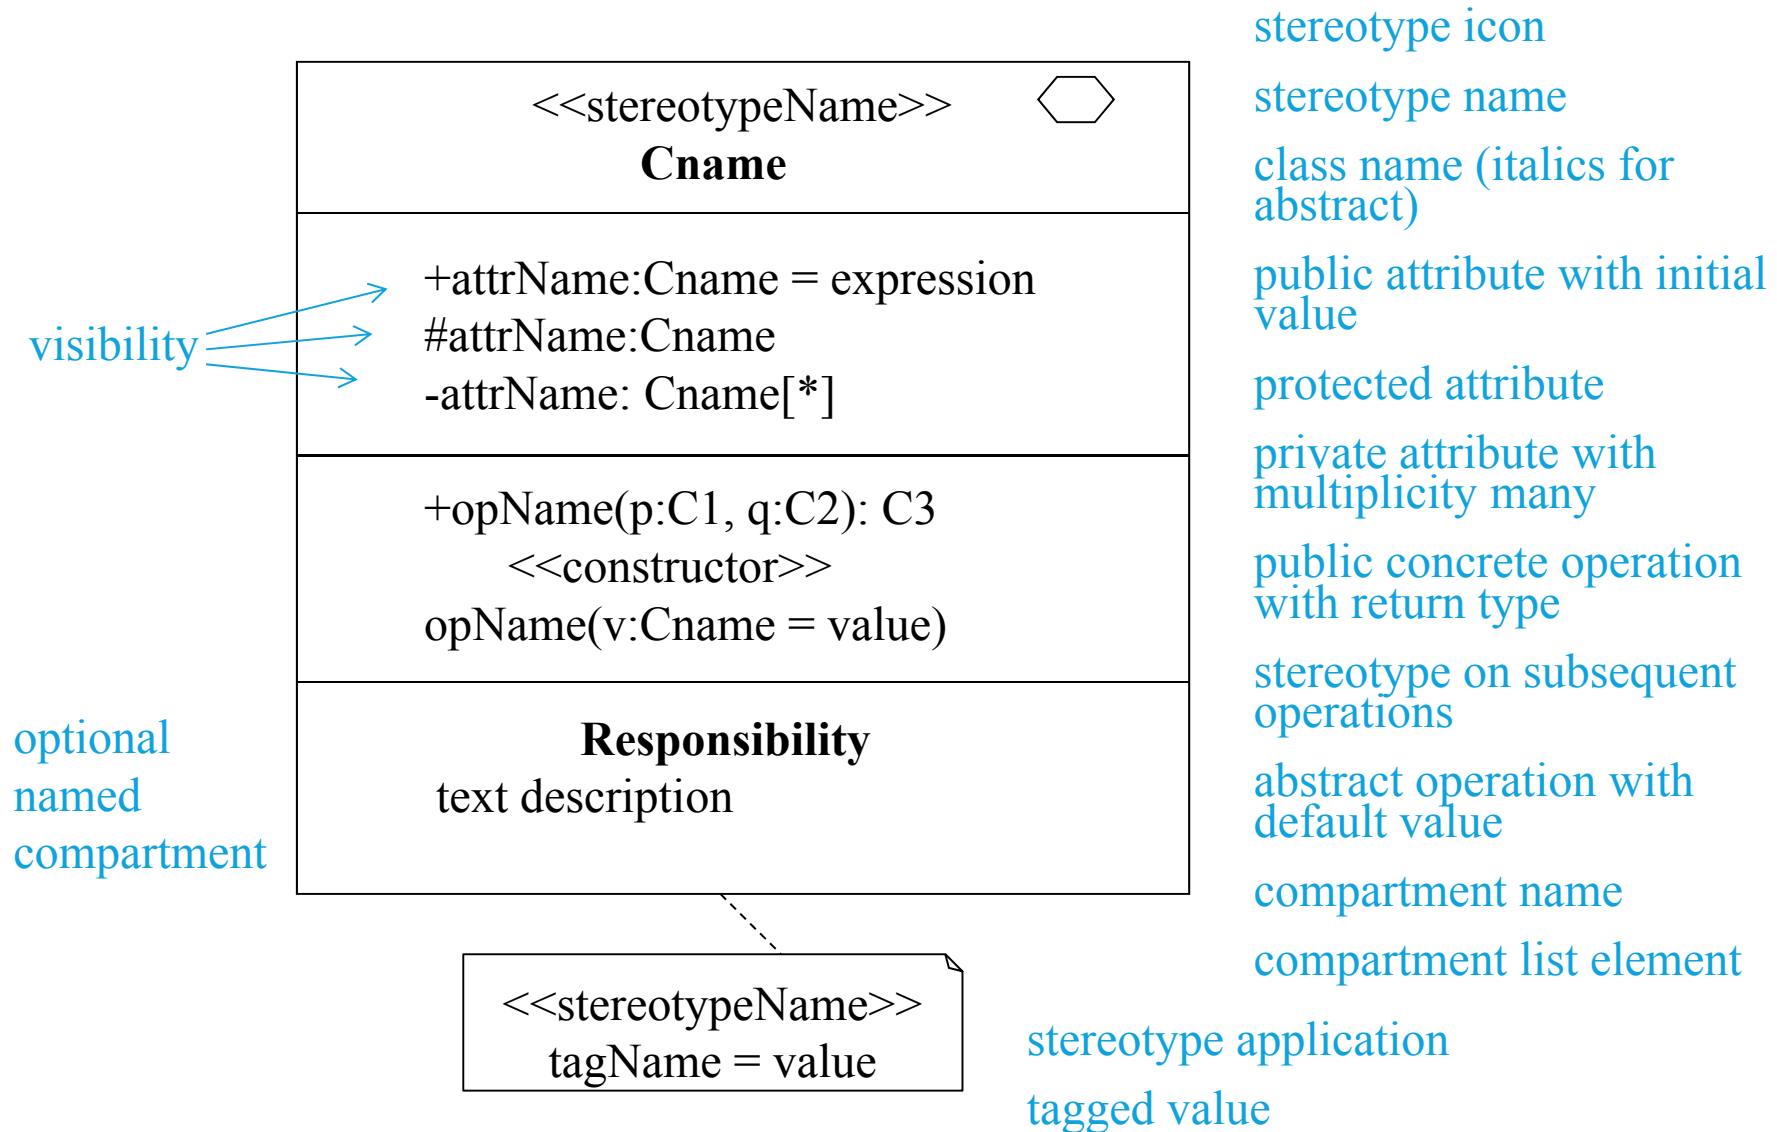 <<stereotypeName>>
Cname
+attrName:Cname = expression
#attrName:Cname
-attrName: Cname[*]
+opName(p:C1, q:C2): C3
<<constructor>>
opName(v:Cname = value)
Responsibility
text description
<<stereotypeName>>
tagName = value
visibility
optional
named
compartment
stereotype icon
stereotype name
class name (italics for
abstract)
public attribute with initial
value
protected attribute
private attribute with
multiplicity many
public concrete operation
with return type
stereotype on subsequent
operations
abstract operation with
default value
compartment name
compartment list element
stereotype application
tagged value